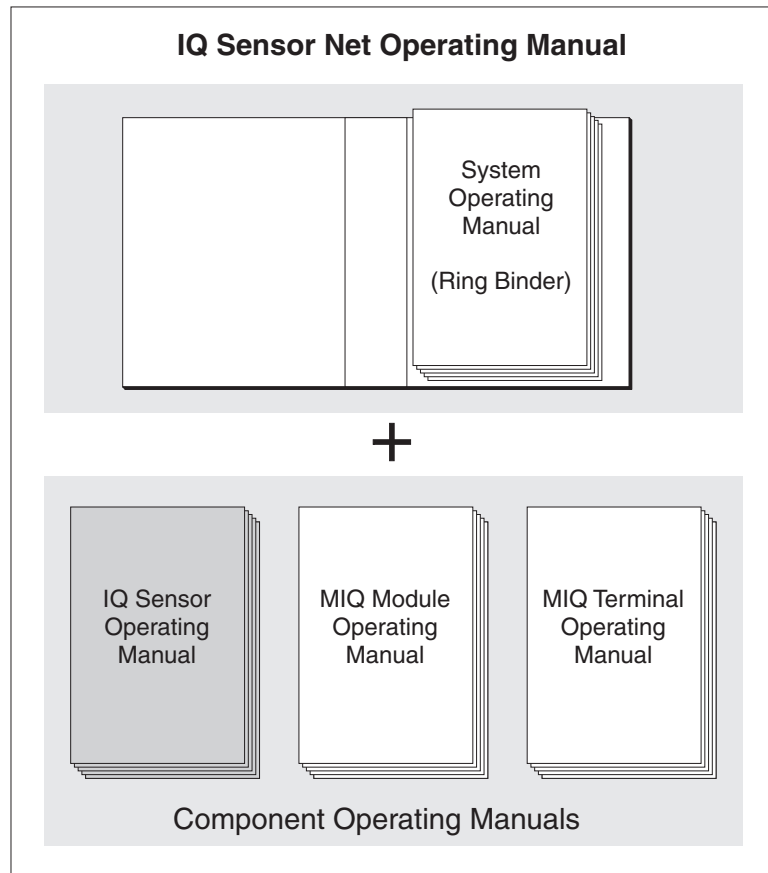 IQ Sensor Net Operating Manual
System
Operating
Manual
(Ring Binder)
+
IQ Sensor
Operating
Manual
MIQ Module
Operating
Manual
MIQ Terminal
Operating
Manual
Component Operating Manuals